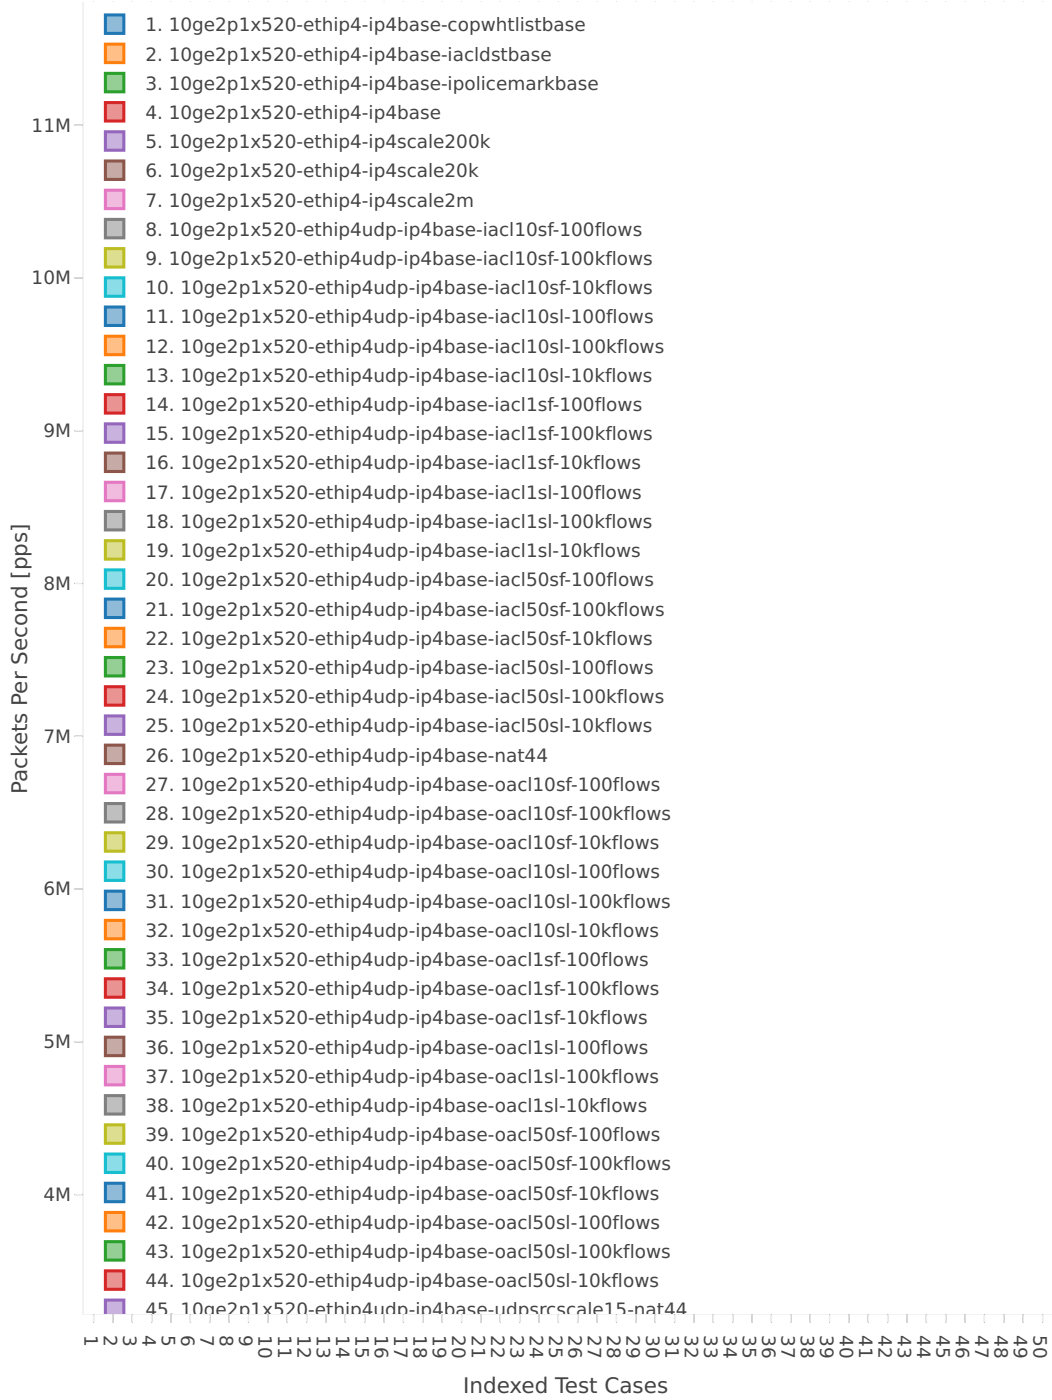 1. 10ge2p1x520-ethip4-ip4base-copwhtlistbase
2. 10ge2p1x520-ethip4-ip4base-iacldstbase
3. 10ge2p1x520-ethip4-ip4base-ipolicemarkbase
4. 10ge2p1x520-ethip4-ip4base
5. 10ge2p1x520-ethip4-ip4scale200k
6. 10ge2p1x520-ethip4-ip4scale20k
7. 10ge2p1x520-ethip4-ip4scale2m
8. 10ge2p1x520-ethip4udp-ip4base-iacl10sf-100flows
9. 10ge2p1x520-ethip4udp-ip4base-iacl10sf-100kflows
10. 10ge2p1x520-ethip4udp-ip4base-iacl10sf-10kflows
11. 10ge2p1x520-ethip4udp-ip4base-iacl10sl-100flows
12. 10ge2p1x520-ethip4udp-ip4base-iacl10sl-100kflows
13. 10ge2p1x520-ethip4udp-ip4base-iacl10sl-10kflows
14. 10ge2p1x520-ethip4udp-ip4base-iacl1sf-100flows
15. 10ge2p1x520-ethip4udp-ip4base-iacl1sf-100kflows
16. 10ge2p1x520-ethip4udp-ip4base-iacl1sf-10kflows
17. 10ge2p1x520-ethip4udp-ip4base-iacl1sl-100flows
18. 10ge2p1x520-ethip4udp-ip4base-iacl1sl-100kflows
19. 10ge2p1x520-ethip4udp-ip4base-iacl1sl-10kflows
20. 10ge2p1x520-ethip4udp-ip4base-iacl50sf-100flows
21. 10ge2p1x520-ethip4udp-ip4base-iacl50sf-100kflows
22. 10ge2p1x520-ethip4udp-ip4base-iacl50sf-10kflows
23. 10ge2p1x520-ethip4udp-ip4base-iacl50sl-100flows
24. 10ge2p1x520-ethip4udp-ip4base-iacl50sl-100kflows
25. 10ge2p1x520-ethip4udp-ip4base-iacl50sl-10kflows
26. 10ge2p1x520-ethip4udp-ip4base-nat44
27. 10ge2p1x520-ethip4udp-ip4base-oacl10sf-100flows
28. 10ge2p1x520-ethip4udp-ip4base-oacl10sf-100kflows
29. 10ge2p1x520-ethip4udp-ip4base-oacl10sf-10kflows
30. 10ge2p1x520-ethip4udp-ip4base-oacl10sl-100flows
31. 10ge2p1x520-ethip4udp-ip4base-oacl10sl-100kflows
32. 10ge2p1x520-ethip4udp-ip4base-oacl10sl-10kflows
33. 10ge2p1x520-ethip4udp-ip4base-oacl1sf-100flows
34. 10ge2p1x520-ethip4udp-ip4base-oacl1sf-100kflows
35. 10ge2p1x520-ethip4udp-ip4base-oacl1sf-10kflows
36. 10ge2p1x520-ethip4udp-ip4base-oacl1sl-100flows
37. 10ge2p1x520-ethip4udp-ip4base-oacl1sl-100kflows
38. 10ge2p1x520-ethip4udp-ip4base-oacl1sl-10kflows
39. 10ge2p1x520-ethip4udp-ip4base-oacl50sf-100flows
40. 10ge2p1x520-ethip4udp-ip4base-oacl50sf-100kflows
41. 10ge2p1x520-ethip4udp-ip4base-oacl50sf-10kflows
42. 10ge2p1x520-ethip4udp-ip4base-oacl50sl-100flows
43. 10ge2p1x520-ethip4udp-ip4base-oacl50sl-100kflows
44. 10ge2p1x520-ethip4udp-ip4base-oacl50sl-10kflows
45. 10ge2p1x520-ethip4udp-ip4base-udpsrcscale15-nat44
11M
10M
9M
8M
7M
6M
5M
4M
Packets Per Second [pps]
1
2
3
4
5
6
7
8
9
10
11
12
13
14
15
16
17
18
19
20
21
22
23
24
25
26
27
28
29
30
31
32
33
34
35
36
37
38
39
40
41
42
43
44
45
46
47
48
49
50
Indexed Test Cases